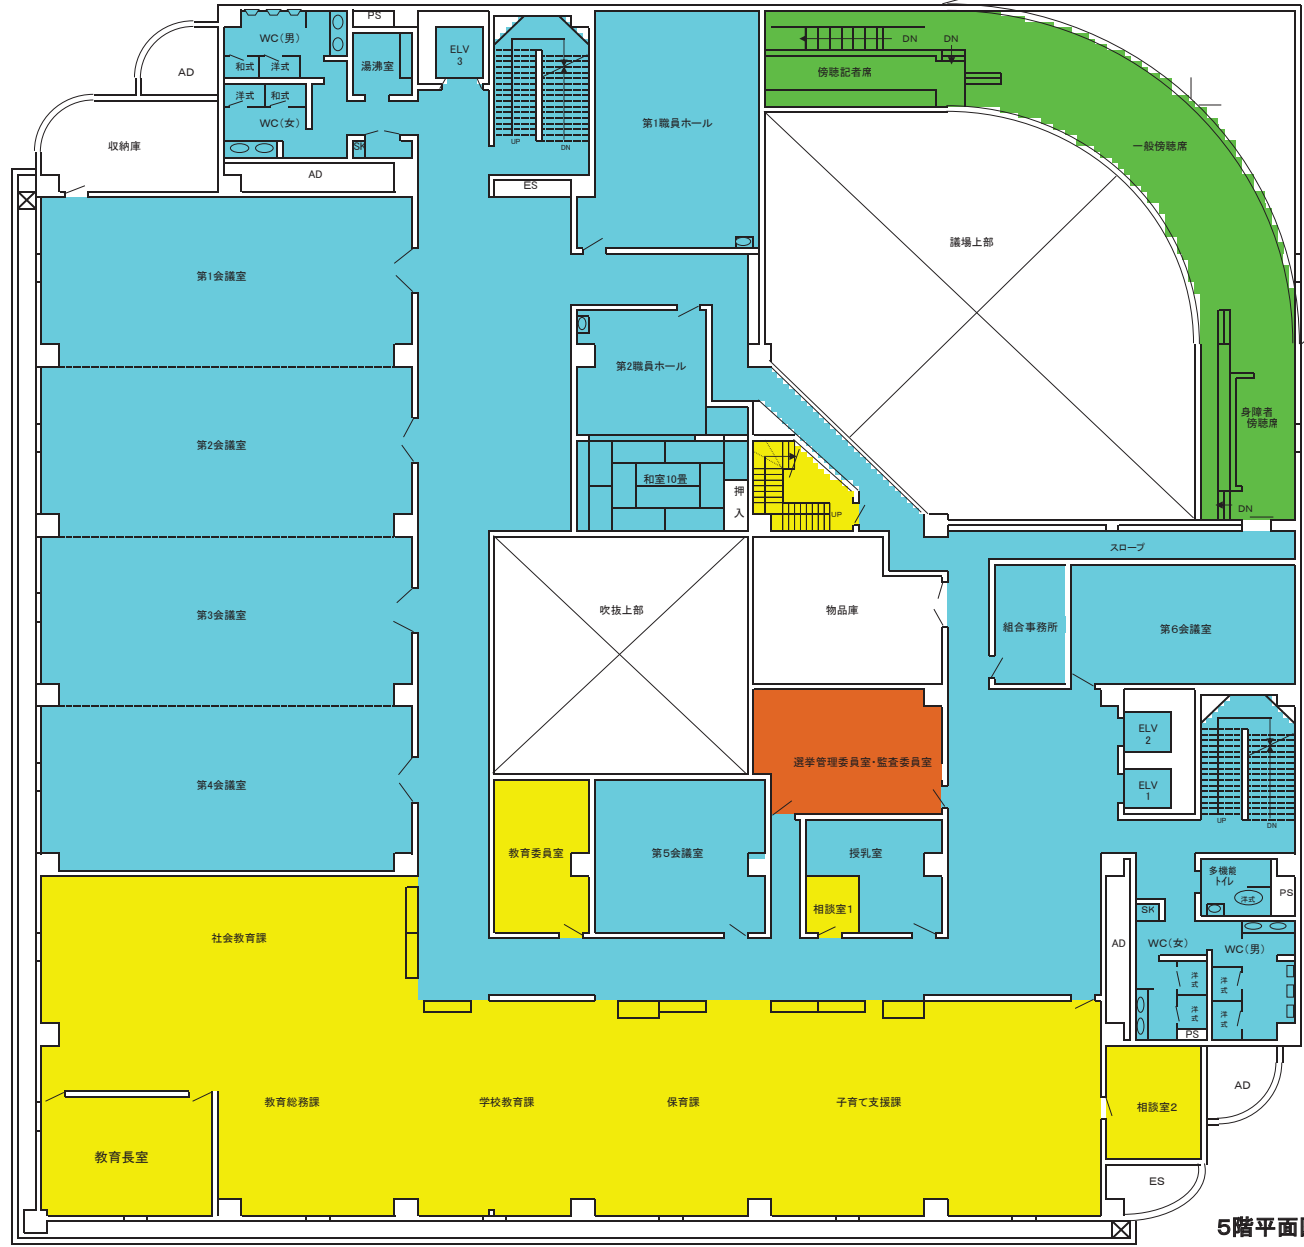 PS
WC(男)
和式
洋式
洋式
和式
WC(女)
湯沸室
SK
AD
収納庫
AD
ELV
3
UP
DN
ES
第1職員ホール
DN
DN
傍聴記者席
一般傍聴席
議場上部
身障者
傍聴席
DN
第1会議室
第2会議室
第3会議室
第4会議室
第2職員ホール
和室10畳
押
入
UP
スロープ
吹抜上部
物品庫
組合事務所
第6会議室
選挙管理委員室・監査委員室
ELV
2
ELV
1
UP
DN
教育委員室
第5会議室
授乳室
相談室1
多機能
トイレ
洋式
PS
SK
AD
WC(女)
WC(男)
洋
式
洋
式
洋
式
洋
式
PS
社会教育課
教育総務課
学校教育課
保育課
子育て支援課
教育長室
相談室2
AD
ES
5階平面